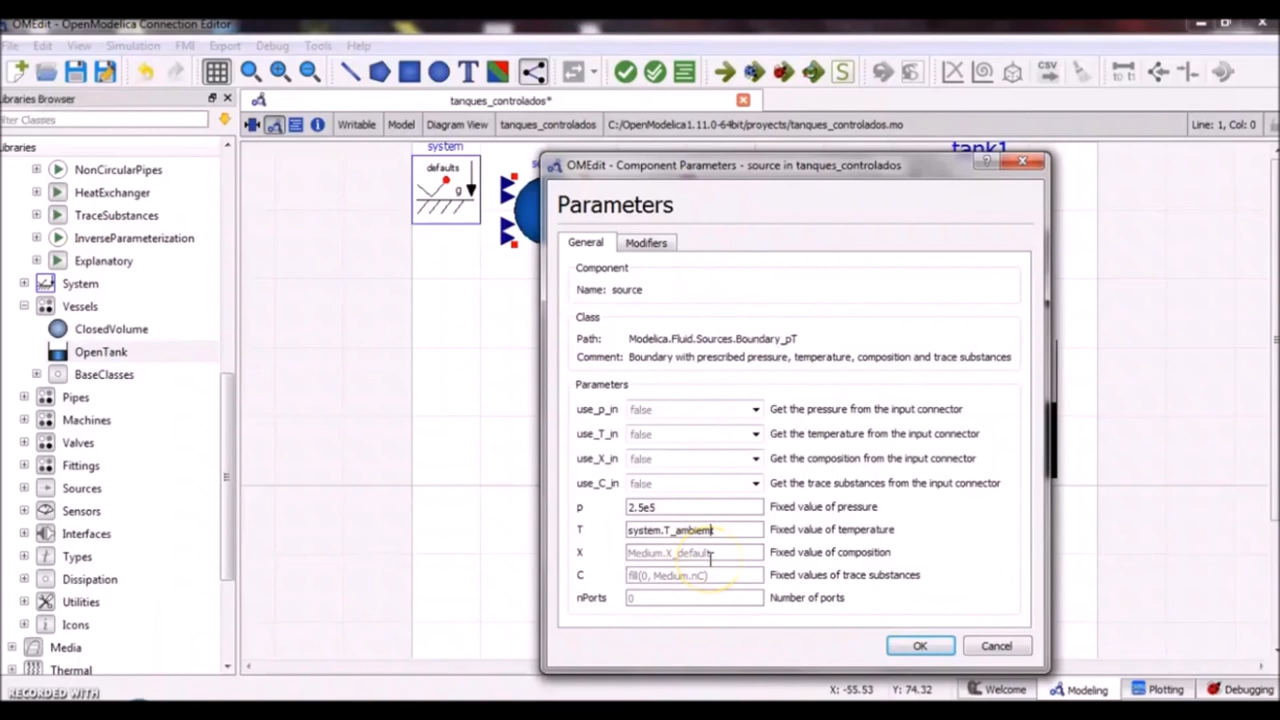 OMEdit - OpenModelica Connection Editor
File Edit View Simulation FMI Export Debug Tools Help
Libraries Browser
tanques_controlados*
Filter Classes
Writable Model Diagram View tanques_controlados C:/OpenModelica1.11.0-64bit/proyects/tanques_controlados.mo Line: 1, Col: 0
Libraries
NonCircularPipes
HeatExchanger
TraceSubstances
InverseParameterization
Explanatory
System
Vessels
ClosedVolume
OpenTank
BaseClasses
Pipes
Machines
Valves
Fittings
Sources
Sensors
Interfaces
Types
Dissipation
Utilities
Icons
Media
Thermal
system
defaults
g
tank1
OMEdit - Component Parameters - source in tanques_controlados
Parameters
General Modifiers
Component
Name: source
Class
Path: Modelica.Fluid.Sources.Boundary_pT
Comment: Boundary with prescribed pressure, temperature, composition and trace substances
Parameters
use_p_in false Get the pressure from the input connector
use_T_in false Get the temperature from the input connector
use_X_in false Get the composition from the input connector
use_C_in false Get the trace substances from the input connector
p 2.5e5 Fixed value of pressure
T system.T_ambient Fixed value of temperature
X Medium.X_default Fixed value of composition
C fill(0, Medium.nC) Fixed values of trace substances
nPorts 0 Number of ports
OK Cancel
RECORDED WITH
X: -55.53 Y: 74.32 Welcome Modeling Plotting Debugging